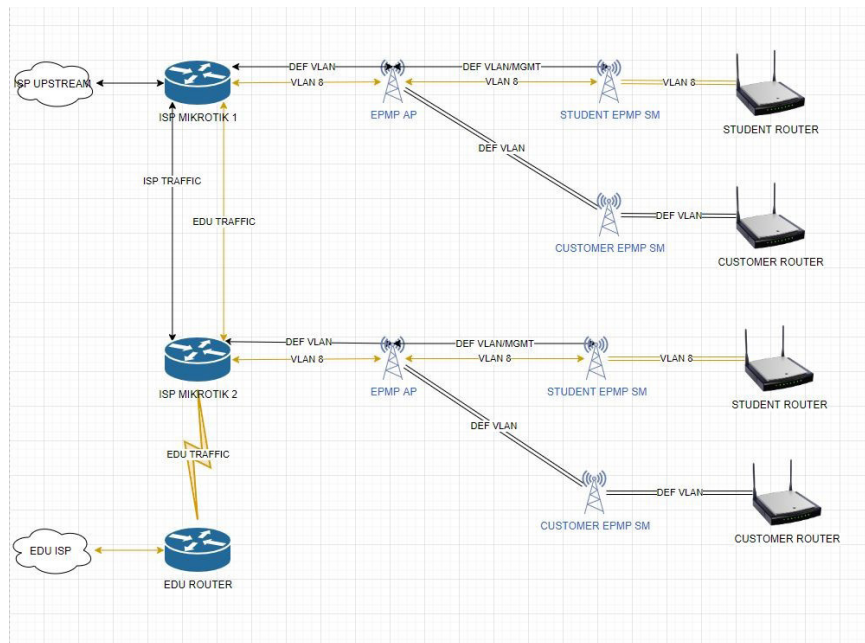 DEF VLAN
DEF VLAN/MGMT
ISP UPSTREAM
VLAN 8
VLAN 8
VLAN 8
ISP MIKROTIK 1
EPMP AP
STUDENT EPMP SM
STUDENT ROUTER
DEF VLAN
ISP TRAFFIC
EDU TRAFFIC
DEF VLAN
CUSTOMER EPMP SM
CUSTOMER ROUTER
DEF VLAN
DEF VLAN/MGMT
VLAN 8
VLAN 8
VLAN 8
ISP MIKROTIK 2
EPMP AP
STUDENT EPMP SM
STUDENT ROUTER
DEF VLAN
EDU TRAFFIC
DEF VLAN
CUSTOMER EPMP SM
CUSTOMER ROUTER
EDU ISP
EDU ROUTER